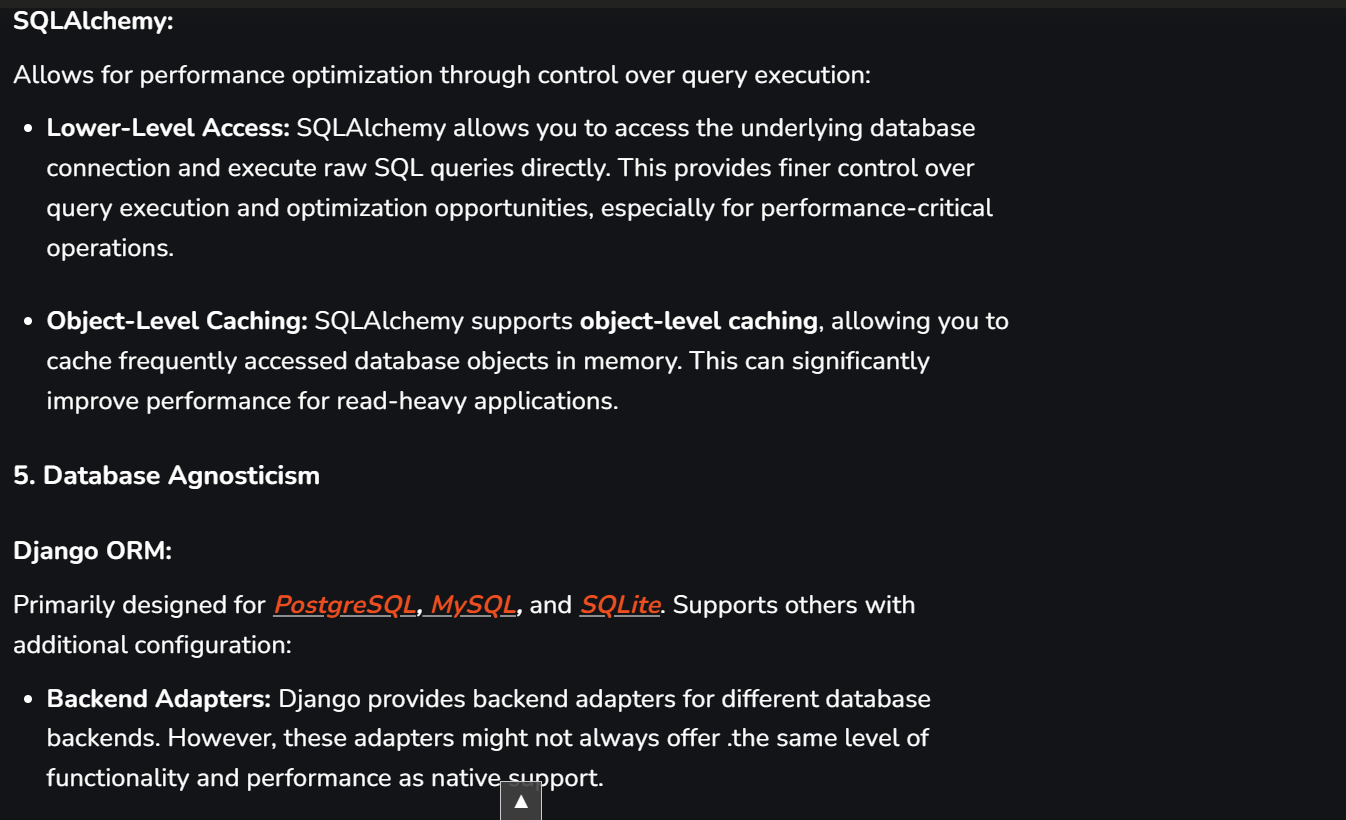 SQLAlchemy:
Allows for performance optimization through control over query execution:
• Lower-Level Access: SQLAlchemy allows you to access the underlying database
connection and execute raw SQL queries directly. This provides finer control over
query execution and optimization opportunities, especially for performance-critical
operations.
• Object-Level Caching: SQLAlchemy supports object-level caching, allowing you to
cache frequently accessed database objects in memory. This can significantly
improve performance for read-heavy applications.
5. Database Agnosticism
Django ORM:
Primarily designed for PostgreSQL, MySQL, and SQLite. Supports others with
additional configuration:
• Backend Adapters: Django provides backend adapters for different database
backends. However, these adapters might not always offer .the same level of
functionality and performance as native support.